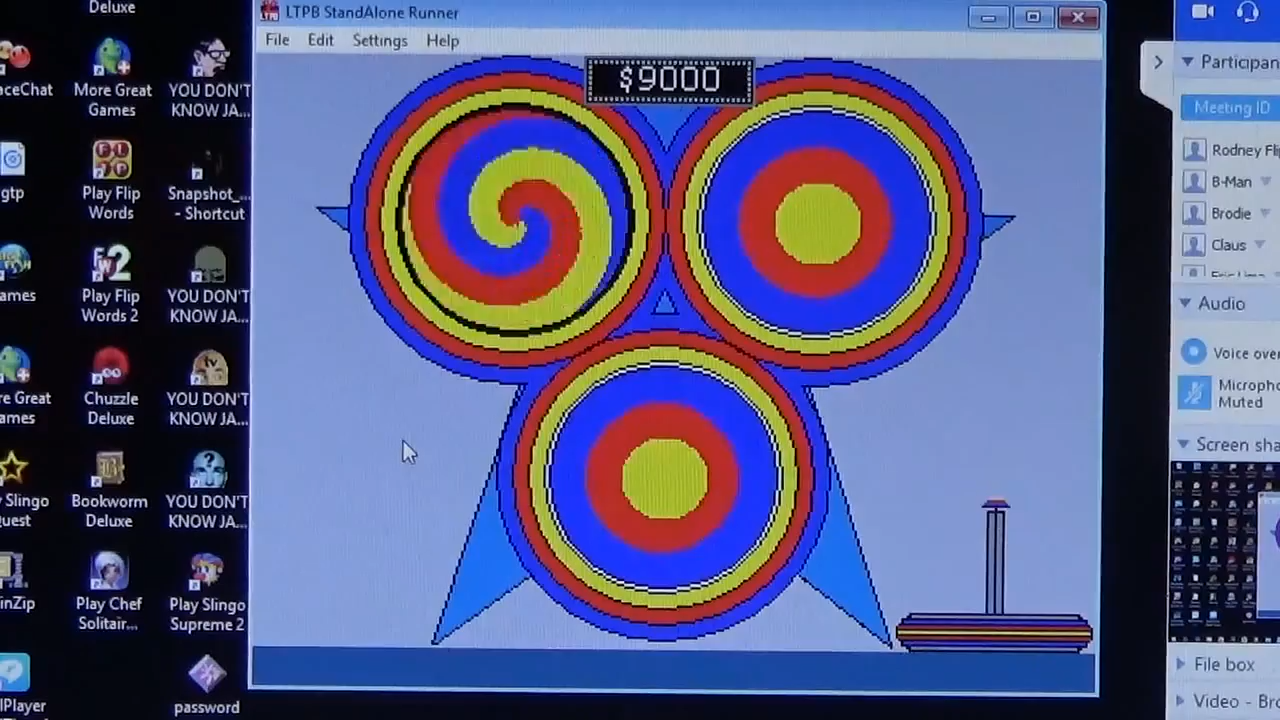 Deluxe
LTPB StandAlone Runner
File Edit Settings Help
$9000
aceChat
More Great
Games
YOU DON'T
KNOW JA...
gtp
Play Flip
Words
Snapshot_...
- Shortcut
ames
Play Flip
Words 2
YOU DON'T
KNOW JA...
re Great
ames
Chuzzle
Deluxe
YOU DON'T
KNOW JA...
y Slingo
uest
Bookworm
Deluxe
YOU DON'T
KNOW JA...
inZip
Play Chef
Solitair...
Play Slingo
Supreme 2
lPlayer
password
Participan
Meeting ID
Rodney Fli
B-Man
Brodie
Claus
Audio
Voice over
Micropho
Muted
Screen sha
File box
Video - Bro